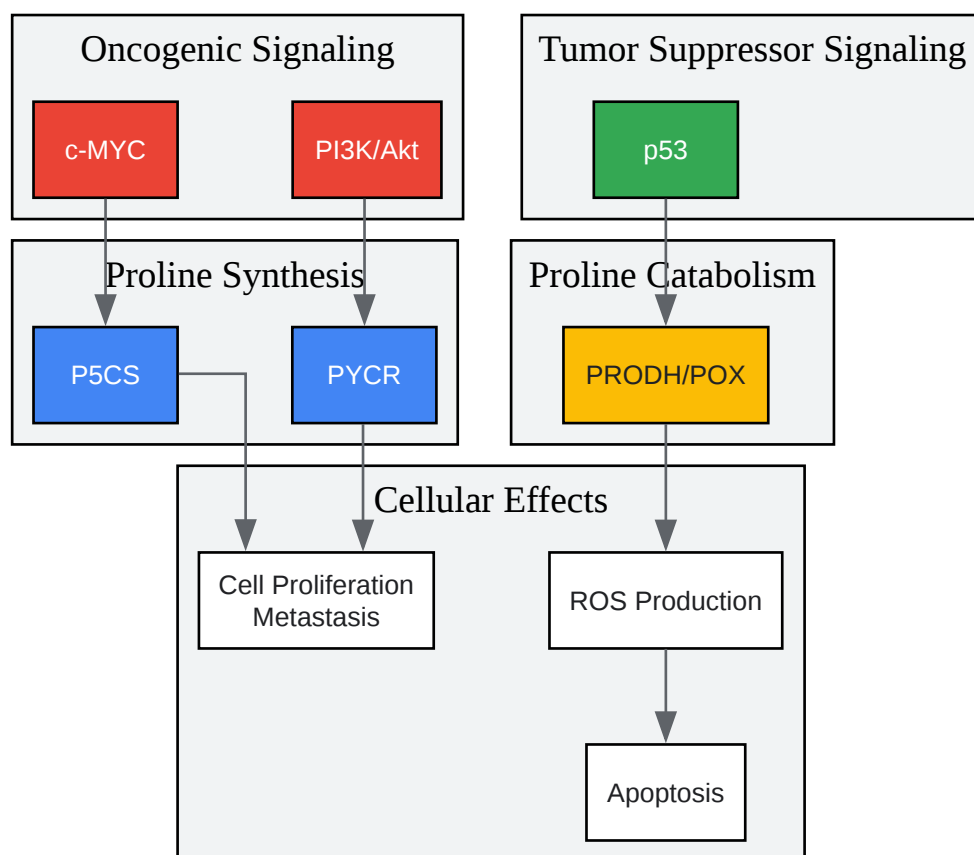 Oncogenic Signaling
Tumor Suppressor Signaling
c-MYC
PI3K/Akt
p53
Proline Synthesis
Proline Catabolism
P5CS
PYCR
PRODH/POX
Cellular Effects
Cell Proliferation
Metastasis
ROS Production
Apoptosis